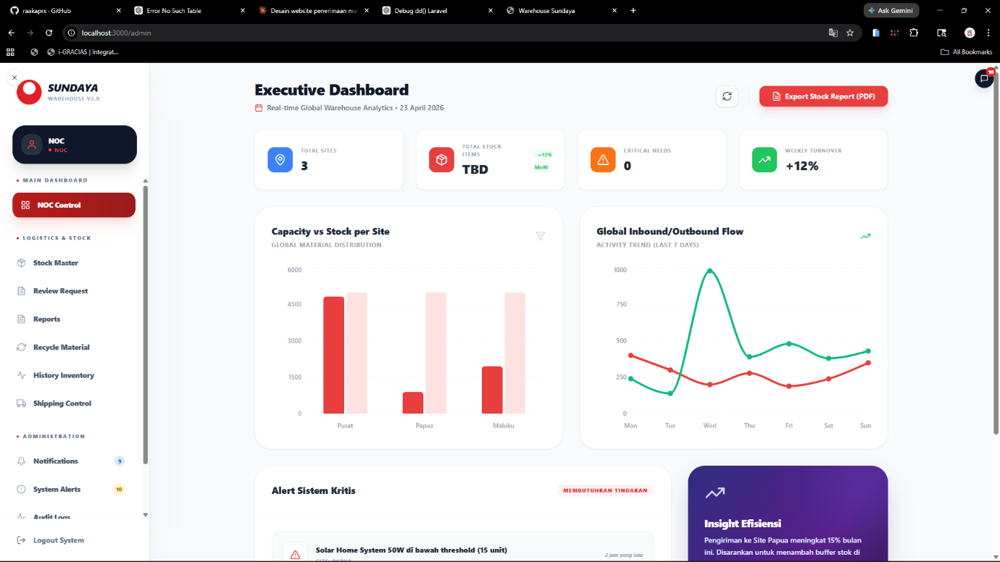 raakaprx · GitHub
Error No Such Table
Desain website penerimaan mal
Debug dd() Laravel
Warehouse Sundaya
Ask Gemini
localhost:3000/admin
i-GRACIAS | Integrat...
All Bookmarks
SUNDAYA
WAREHOUSE V2.0
NOC
NOC
MAIN DASHBOARD
NOC Control
LOGISTICS & STOCK
Stock Master
Review Request
Reports
Recycle Material
History Inventory
Shipping Control
ADMINISTRATION
Notifications 9
System Alerts 10
Audit Logs
Logout System
Executive Dashboard
Real-time Global Warehouse Analytics • 23 April 2026
Export Stock Report (PDF)
10
TOTAL SITES
3
TOTAL STOCK
ITEMS
TBD
+12%
MoM
CRITICAL NEEDS
0
WEEKLY TURNOVER
+12%
Capacity vs Stock per Site
GLOBAL MATERIAL DISTRIBUTION
6000
4500
3000
1500
0
Pusat Papua Maluku
Global Inbound/Outbound Flow
ACTIVITY TREND (LAST 7 DAYS)
1000
750
500
250
0
Mon Tue Wed Thu Fri Sat Sun
Alert Sistem Kritis
MEMBUTUHKAN TINDAKAN
Solar Home System 50W di bawah threshold (15 unit)
SITE: PAPUA
2 jam yang lalu
Insight Efisiensi
Pengiriman ke Site Papua meningkat 15% bulan
ini. Disarankan untuk menambah buffer stok di